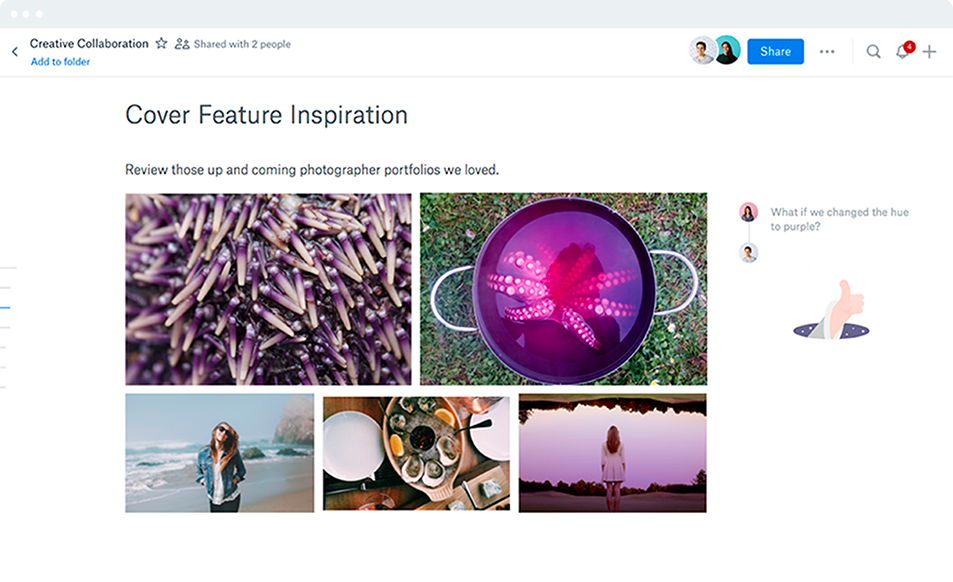 Creative Collaboration
Shared with 2 people
Add to folder
Share
4
Cover Feature Inspiration
Review those up and coming photographer portfolios we loved.
What if we changed the hue
to purple?